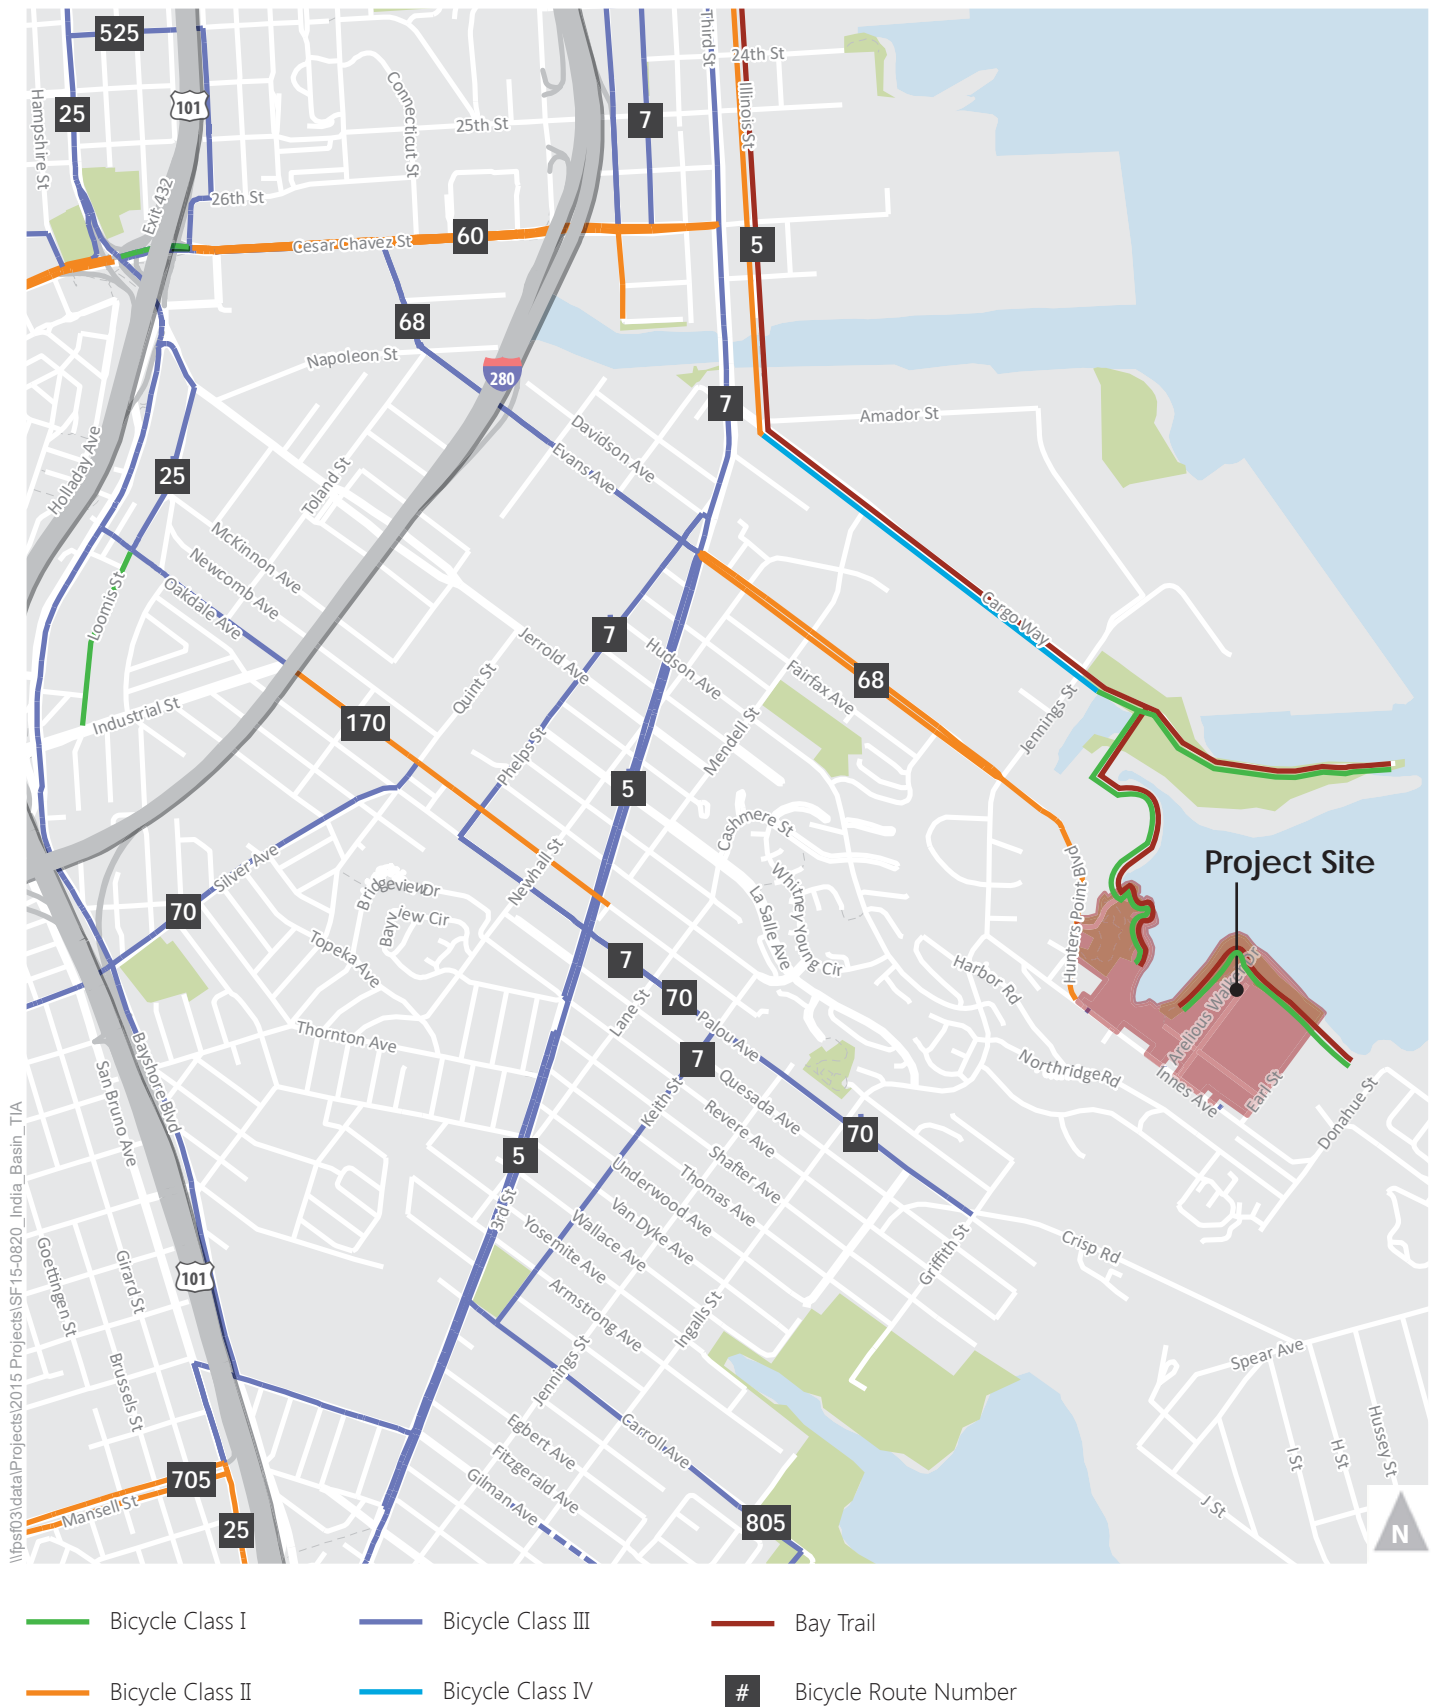 525
Third St
24th St
101
25
Hampshire St
Connecticut St
25th St
7
Illinois St
Exit 432
26th St
Cesar Chavez St
60
5
68
Napoleon St
280
7
Amador St
Holladay Ave
Davidson Ave
Evans Ave
25
Toland St
McKinnon Ave
Newcomb Ave
Oakdale Ave
Loomis St
Cargo Way
7
Jerrold Ave
Hudson Ave
Fairfax Ave
68
Quint St
Jennings St
Industrial St
170
Mendell St
Phelps St
5
Cashmere St
Silver Ave
Newhall St
Whitney Young Cir
La Salle Ave
Hunters Point Blvd
Project Site
Bridgeview Dr
70
Bayview Cir
Topeka Ave
7
Harbor Rd
70
Arelious Walker Dr
Lane St
Palou Ave
Thornton Ave
Bayshore Blvd
San Bruno Ave
7
Northridge Rd
Innes Ave
Earl St
Donahue St
Quesada Ave
Keith St
Revere Ave
70
5
Shafter Ave
Thomas Ave
Underwood Ave
Van Dyke Ave
Wallace Ave
Yosemite Ave
3rd St
Griffith St
Crisp Rd
Goettingen St
Girard St
101
Armstrong Ave
Ingalls St
Jennings St
Spear Ave
Brussels St
Hussey St
H St
I St
J St
Carroll Ave
Egbert Ave
Fitzgerald Ave
Gilman Ave
705
Mansell St
25
805
N
\\fpsf03\data\Projects\2015 Projects\SF15-0820_India_Basin_TIA
Bicycle Class I
Bicycle Class III
Bay Trail
Bicycle Class II
Bicycle Class IV
# Bicycle Route Number